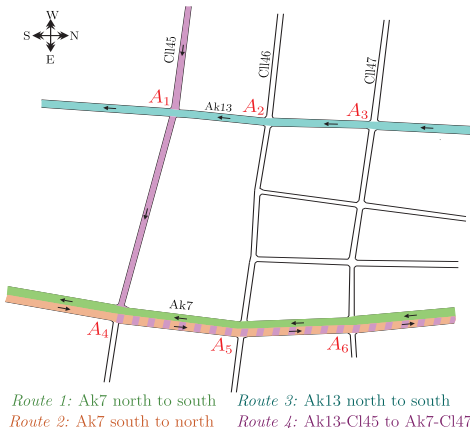 W
S N
E
Cll45
Cll46
Cll47
A1
Ak13
A2
A3
Ak7
A4
A5
A6
Route 1: Ak7 north to south
Route 3: Ak13 north to south
Route 2: Ak7 south to north
Route 4: Ak13-Cl45 to Ak7-Cl47